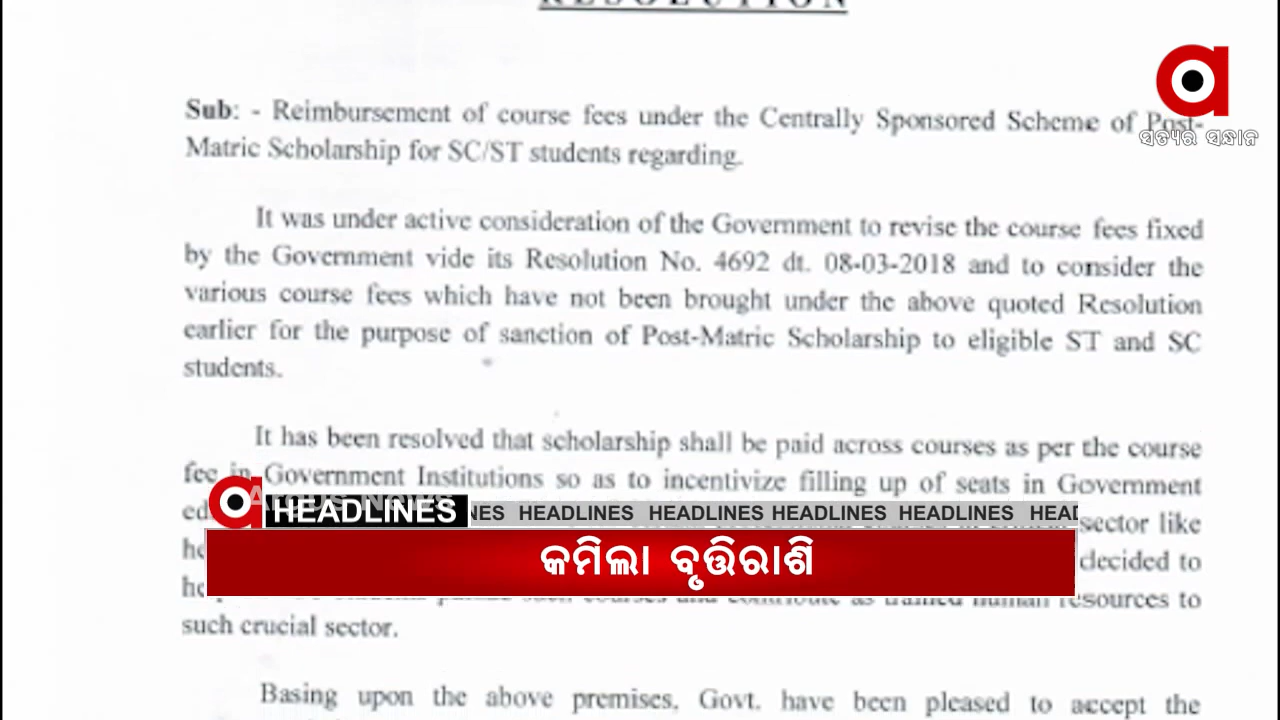 RESOLUTION
Sub: - Reimbursement of course fees under the Centrally Sponsored Scheme of Post-
Matric Scholarship for SC/ST students regarding.
ସତ୍ୟର ସନ୍ଧାନ
It was under active consideration of the Government to revise the course fees fixed
by the Government vide its Resolution No. 4692 dt. 08-03-2018 and to consider the
various course fees which have not been brought under the above quoted Resolution
earlier for the purpose of sanction of Post-Matric Scholarship to eligible ST and SC
students.
It has been resolved that scholarship shall be paid across courses as per the course
fee in Government Institutions so as to incentivize filling up of seats in Government
sector like
HEADLINES
HEADLINES HEADLINES HEADLINES HEADLINES
କମିଲା ବୃତ୍ତିରାଶି
decided to
resources to
such crucial sector.
Basing upon the above premises, Govt. have been pleased to accept the